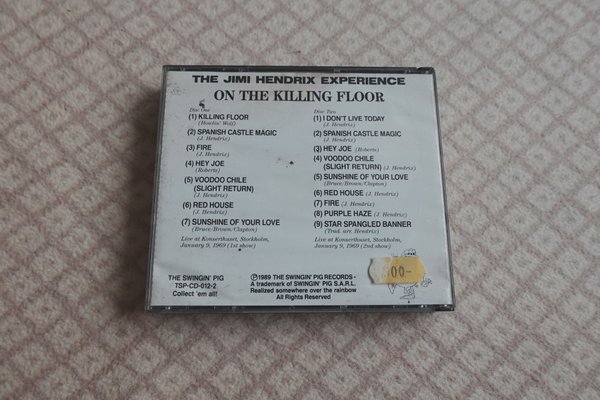 THE JIMI HENDRIX EXPERIENCE
ON THE KILLING FLOOR
Disc One
(1) KILLING FLOOR
(Howlin' Wolf)
(2) SPANISH CASTLE MAGIC
(J. Hendrix)
(3) FIRE
(J. Hendrix)
(4) HEY JOE
(Roberts)
(5) VOODOO CHILE
(SLIGHT RETURN)
(J. Hendrix)
(6) RED HOUSE
(J. Hendrix)
(7) SUNSHINE OF YOUR LOVE
(Bruce/Brown/Clapton)
Live at Konserthuset, Stockholm,
January 9, 1969 (1st show)
Disc Two
(1) I DON'T LIVE TODAY
(J. Hendrix)
(2) SPANISH CASTLE MAGIC
(J. Hendrix)
(3) HEY JOE (Roberts)
(4) VOODOO CHILE
(SLIGHT RETURN) (J. Hendrix)
(5) SUNSHINE OF YOUR LOVE
(Bruce/Brown/Clapton)
(6) RED HOUSE (J. Hendrix)
(7) FIRE (J. Hendrix)
(8) PURPLE HAZE (J. Hendrix)
(9) STAR SPANGLED BANNER
(Trad. arr. Hendrix)
Live at Konserthuset, Stockholm,
January 9, 1969 (2nd show)
THE SWINGIN' PIG
TSP-CD-012-2
Collect 'em all!
Ⓟ1989 THE SWINGIN' PIG RECORDS -
A trademark of SWINGIN' PIG S.A.R.L.
Realized somewhere over the rainbow
All Rights Reserved
00-